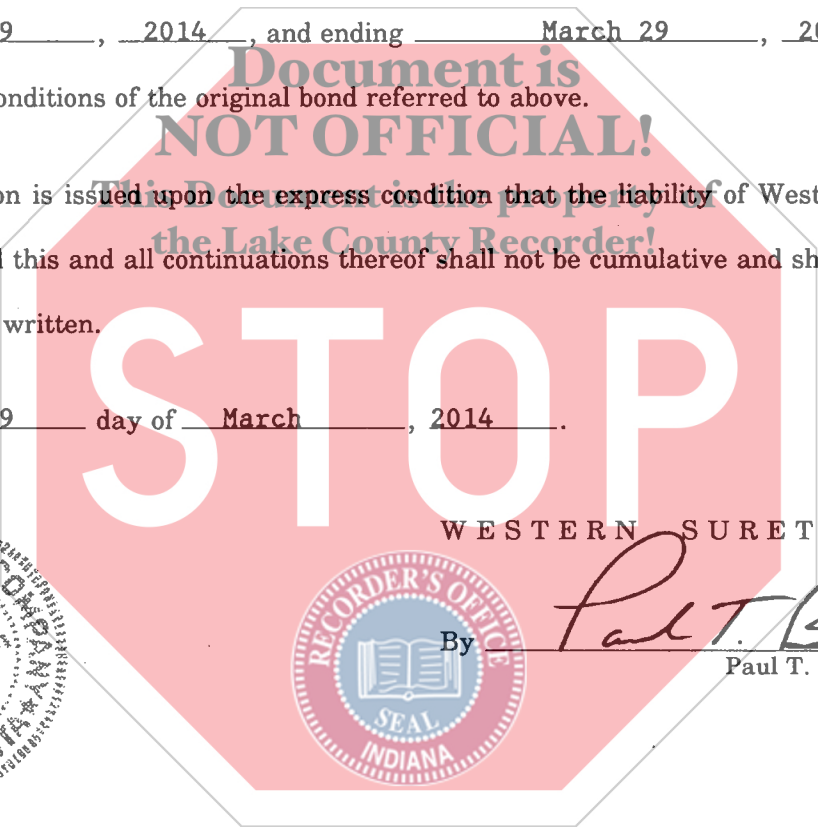 9 , 2014 , and ending March 29 , 20
Document is
onditions of the original bond referred to above.
NOT OFFICIAL!
on is issued upon the express condition that the liability of West
This Document is the property of
the Lake County Recorder!
l this and all continuations thereof shall not be cumulative and sh
written.
STOP
9 day of March , 2014 .
WESTERN SURET
RECORDER'S OFFICE
SEAL
INDIANA
COMPANY
By Paul T.
Paul T.